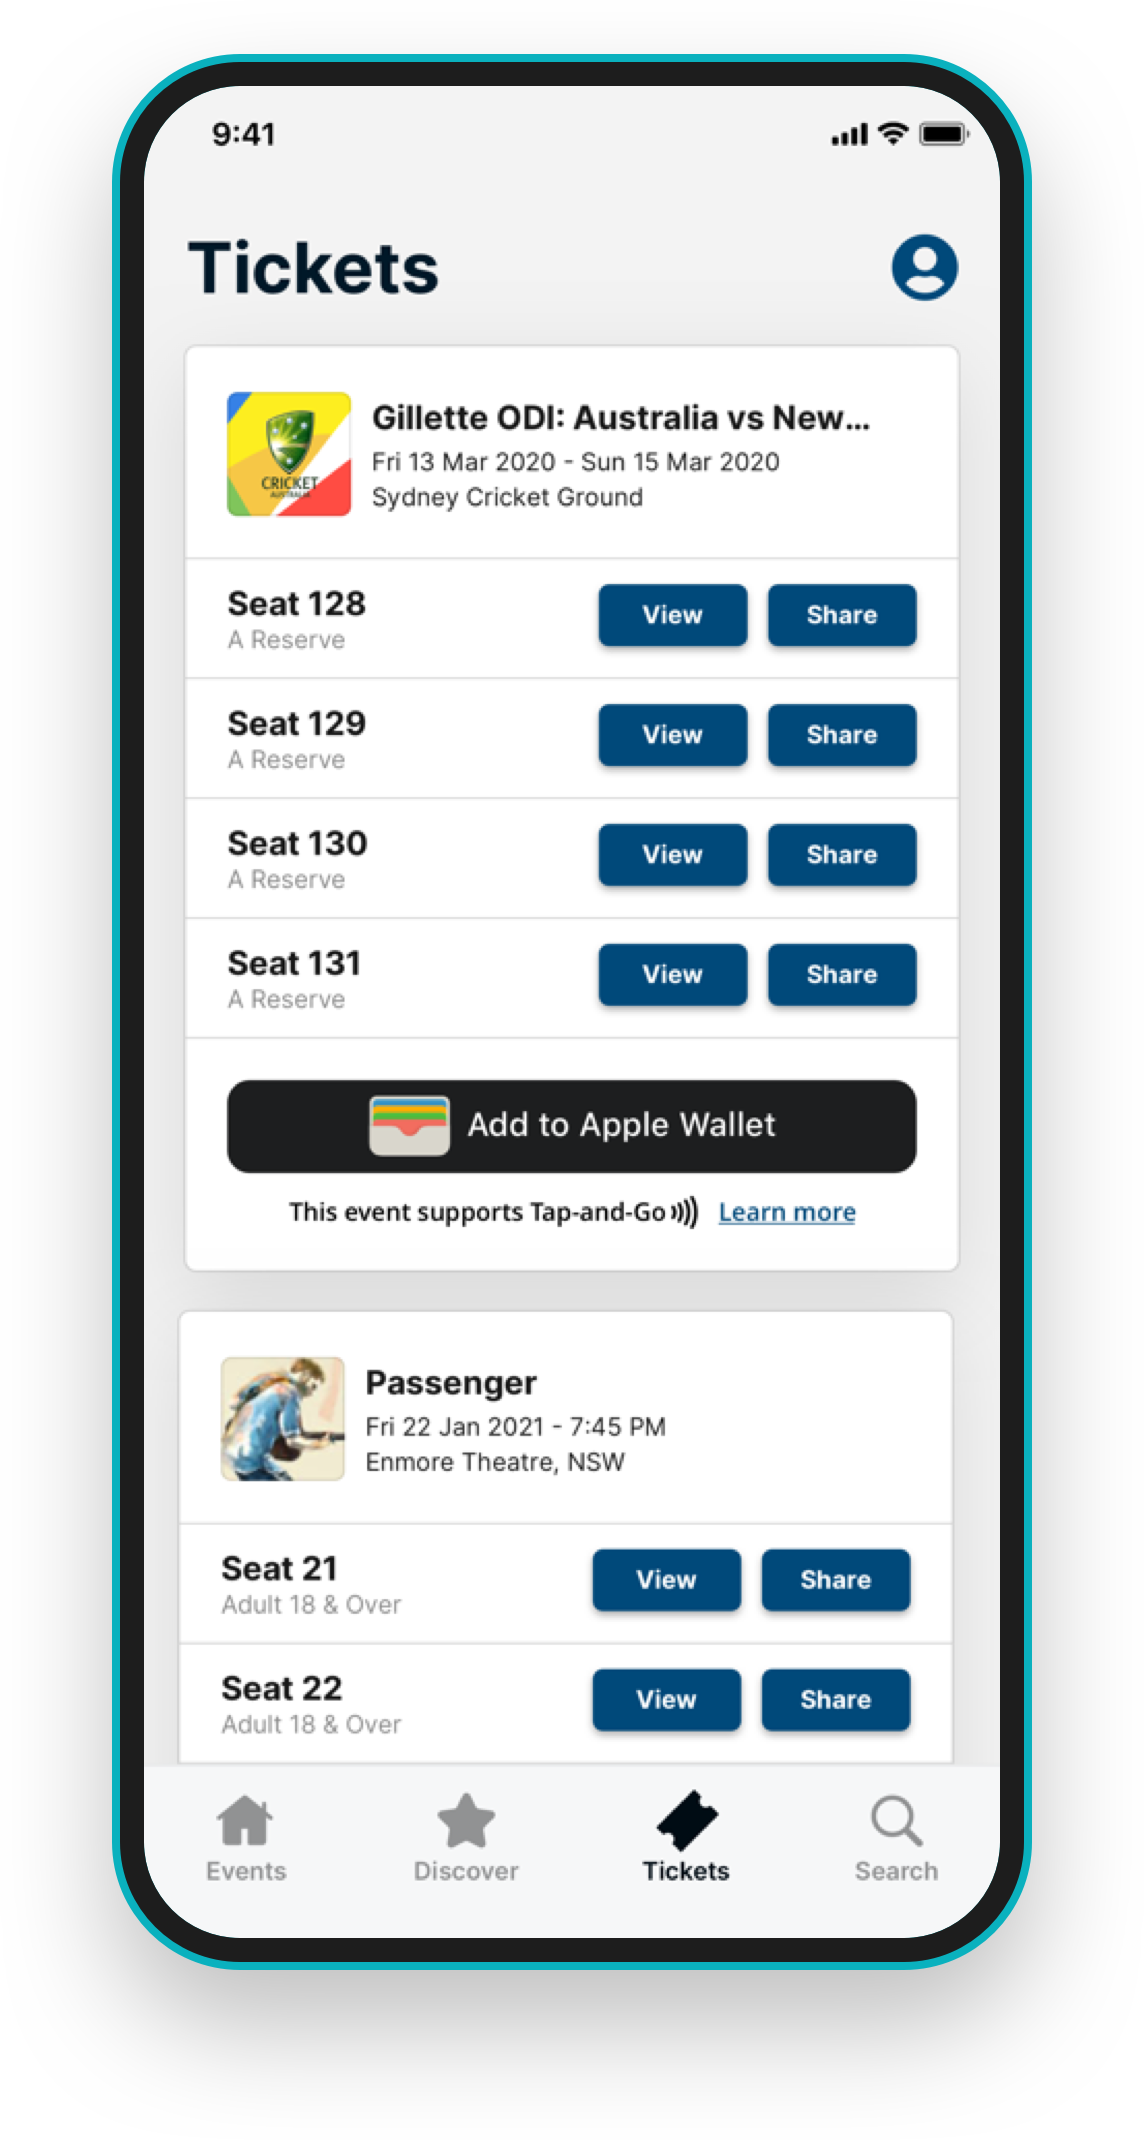 9:41
Tickets
Gillette ODI: Australia vs New...
Fri 13 Mar 2020 - Sun 15 Mar 2020
Sydney Cricket Ground
CRICKET
AUSTRALIA
Seat 128
A Reserve
View
Share
Seat 129
A Reserve
View
Share
Seat 130
A Reserve
View
Share
Seat 131
A Reserve
View
Share
Add to Apple Wallet
This event supports Tap-and-Go Learn more
Passenger
Fri 22 Jan 2021 - 7:45 PM
Enmore Theatre, NSW
Seat 21
Adult 18 & Over
View
Share
Seat 22
Adult 18 & Over
View
Share
Events
Discover
Tickets
Search